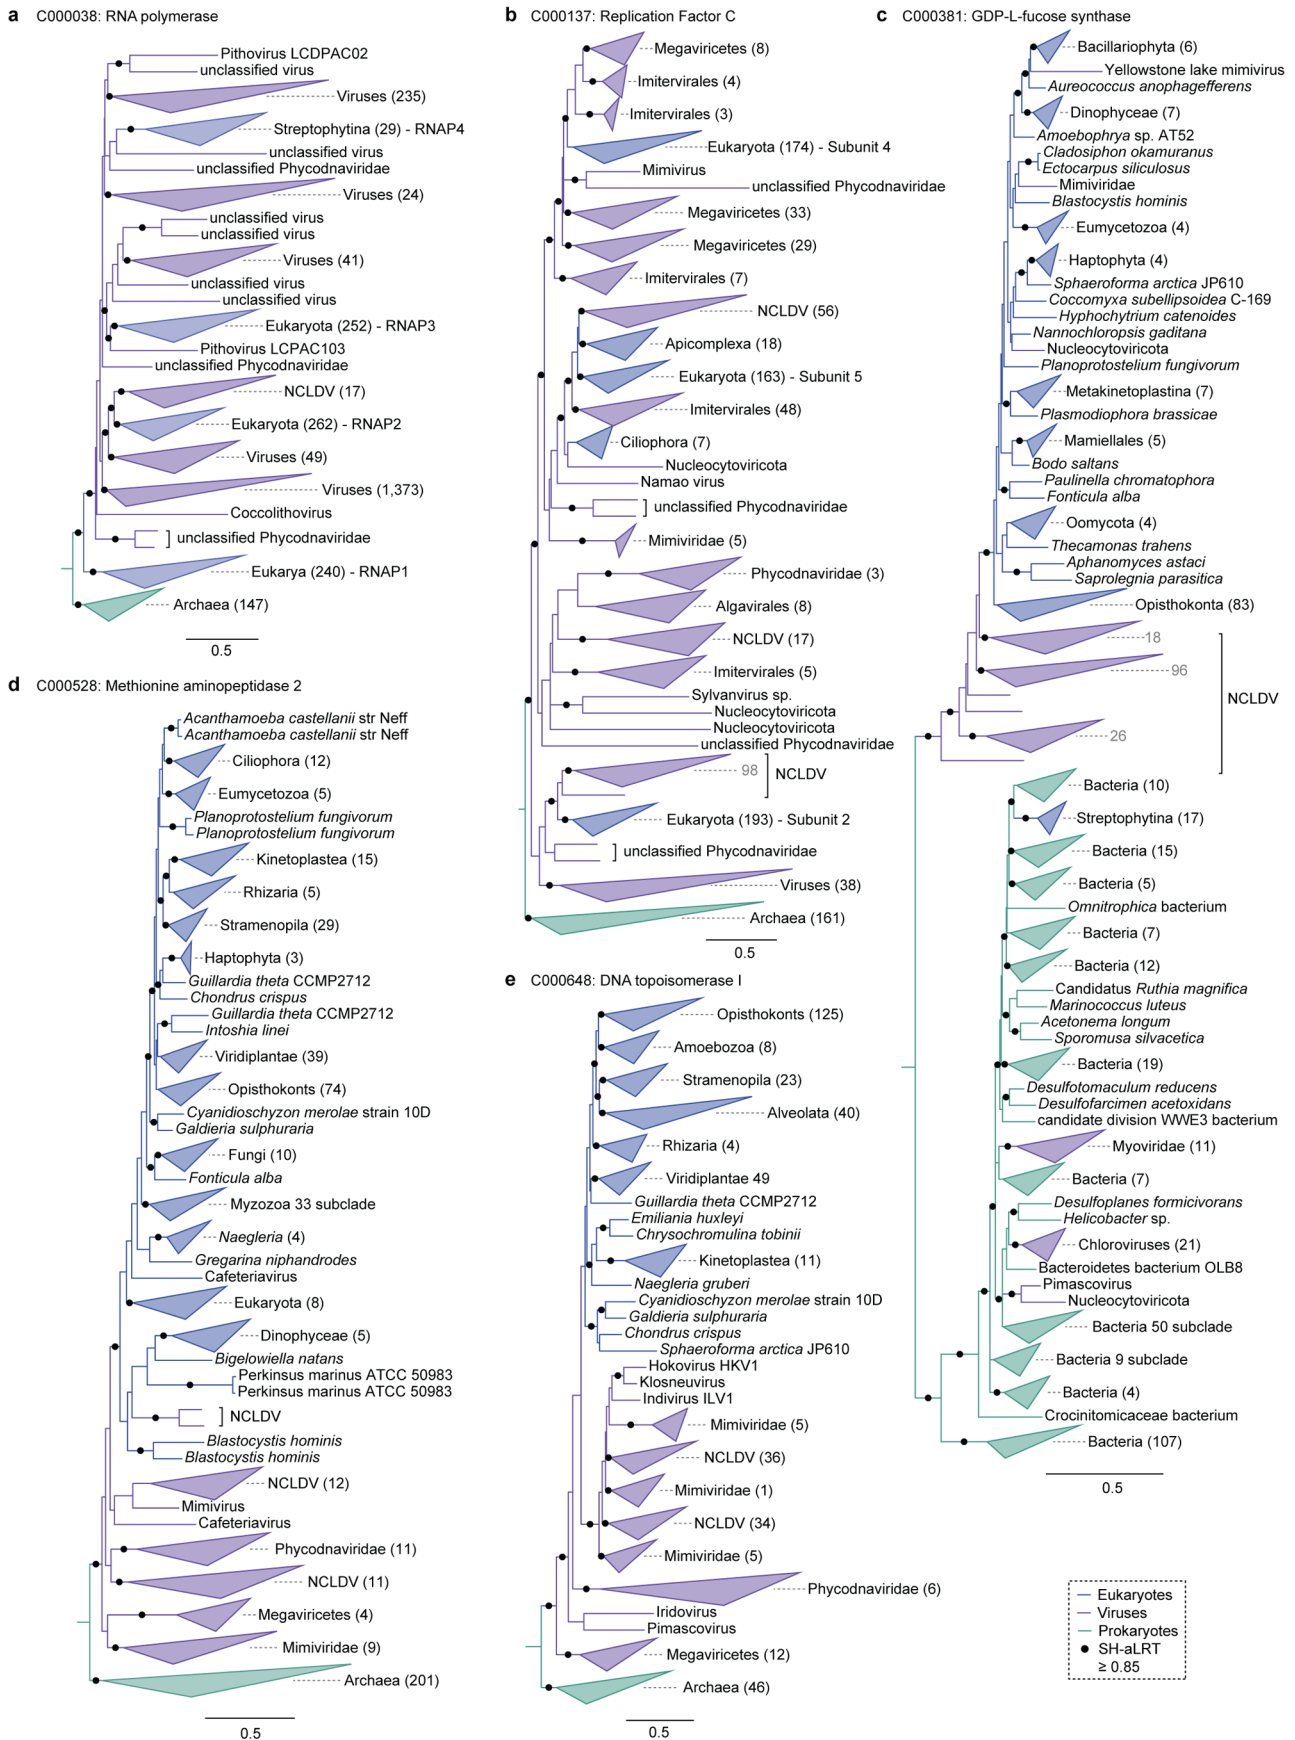 a C000038: RNA polymerase
Pithovirus LCDPAC02
unclassified virus
Viruses (235)
Streptophytina (29) - RNAP4
unclassified virus
unclassified Phycodnaviridae
Viruses (24)
unclassified virus
unclassified virus
Viruses (41)
unclassified virus
unclassified virus
Eukaryota (252) - RNAP3
Pithovirus LCPAC103
unclassified Phycodnaviridae
NCLDV (17)
Eukaryota (262) - RNAP2
Viruses (49)
Viruses (1,373)
Coccolithovirus
unclassified Phycodnaviridae
Eukarya (240) - RNAP1
Archaea (147)
0.5
b C000137: Replication Factor C
Megaviricetes (8)
Imitervirales (4)
Imitervirales (3)
Eukaryota (174) - Subunit 4
Mimivirus
unclassified Phycodnaviridae
Megaviricetes (33)
Megaviricetes (29)
Imitervirales (7)
NCLDV (56)
Apicomplexa (18)
Eukaryota (163) - Subunit 5
Imitervirales (48)
Ciliophora (7)
Nucleocytoviricota
Namao virus
unclassified Phycodnaviridae
Mimiviridae (5)
Phycodnaviridae (3)
Algavirales (8)
NCLDV (17)
Imitervirales (5)
Sylvanvirus sp.
Nucleocytoviricota
Nucleocytoviricota
unclassified Phycodnaviridae
98
NCLDV
Eukaryota (193) - Subunit 2
unclassified Phycodnaviridae
Viruses (38)
Archaea (161)
0.5
c C000381: GDP-L-fucose synthase
Bacillariophyta (6)
Yellowstone lake mimivirus
Aureococcus anophagefferens
Dinophyceae (7)
Amoebophrya sp. AT52
Cladosiphon okamuranus
Ectocarpus siliculosus
Mimiviridae
Blastocystis hominis
Eumycetozoa (4)
Haptophyta (4)
Sphaeroforma arctica JP610
Coccomyxa subellipsoidea C-169
Hyphochytrium catenoides
Nannochloropsis gaditana
Nucleocytoviricota
Planoprotostelium fungivorum
Metakinetoplastina (7)
Plasmodiophora brassicae
Mamiellales (5)
Bodo saltans
Paulinella chromatophora
Fonticula alba
Oomycota (4)
Thecamonas trahens
Aphanomyces astaci
Saprolegnia parasitica
Opisthokonta (83)
18
96
NCLDV
26
Bacteria (10)
Streptophytina (17)
Bacteria (15)
Bacteria (5)
Omnitrophica bacterium
Bacteria (7)
Bacteria (12)
Candidatus Ruthia magnifica
Marinococcus luteus
Acetonema longum
Sporomusa silvacetica
Bacteria (19)
Desulfotomaculum reducens
Desulfofarcimen acetoxidans
candidate division WWE3 bacterium
Myoviridae (11)
Bacteria (7)
Desulfoplanes formicivorans
Helicobacter sp.
Chloroviruses (21)
Bacteroidetes bacterium OLB8
Pimascovirus
Nucleocytoviricota
Bacteria 50 subclade
Bacteria 9 subclade
Bacteria (4)
Crocinitomicaceae bacterium
Bacteria (107)
0.5
d C000528: Methionine aminopeptidase 2
Acanthamoeba castellanii str Neff
Acanthamoeba castellanii str Neff
Ciliophora (12)
Eumycetozoa (5)
Planoprotostelium fungivorum
Planoprotostelium fungivorum
Kinetoplastea (15)
Rhizaria (5)
Stramenopila (29)
Haptophyta (3)
Guillardia theta CCMP2712
Chondrus crispus
Guillardia theta CCMP2712
Intoshia linei
Viridiplantae (39)
Opisthokonts (74)
Cyanidioschyzon merolae strain 10D
Galdieria sulphuraria
Fungi (10)
Fonticula alba
Myzozoa 33 subclade
Naegleria (4)
Gregarina niphandrodes
Cafeteriavirus
Eukaryota (8)
Dinophyceae (5)
Bigelowiella natans
Perkinsus marinus ATCC 50983
Perkinsus marinus ATCC 50983
NCLDV
Blastocystis hominis
Blastocystis hominis
NCLDV (12)
Mimivirus
Cafeteriavirus
Phycodnaviridae (11)
NCLDV (11)
Megaviricetes (4)
Mimiviridae (9)
Archaea (201)
0.5
e C000648: DNA topoisomerase I
Opisthokonts (125)
Amoebozoa (8)
Stramenopila (23)
Alveolata (40)
Rhizaria (4)
Viridiplantae 49
Guillardia theta CCMP2712
Emiliania huxleyi
Chrysochromulina tobinii
Kinetoplastea (11)
Naegleria gruberi
Cyanidioschyzon merolae strain 10D
Galdieria sulphuraria
Chondrus crispus
Sphaeroforma arctica JP610
Hokovirus HKV1
Klosneuvirus
Indivirus ILV1
Mimiviridae (5)
NCLDV (36)
Mimiviridae (1)
NCLDV (34)
Mimiviridae (5)
Phycodnaviridae (6)
Iridovirus
Pimascovirus
Megaviricetes (12)
Archaea (46)
0.5
Eukaryotes
Viruses
Prokaryotes
SH-aLRT
≥ 0.85